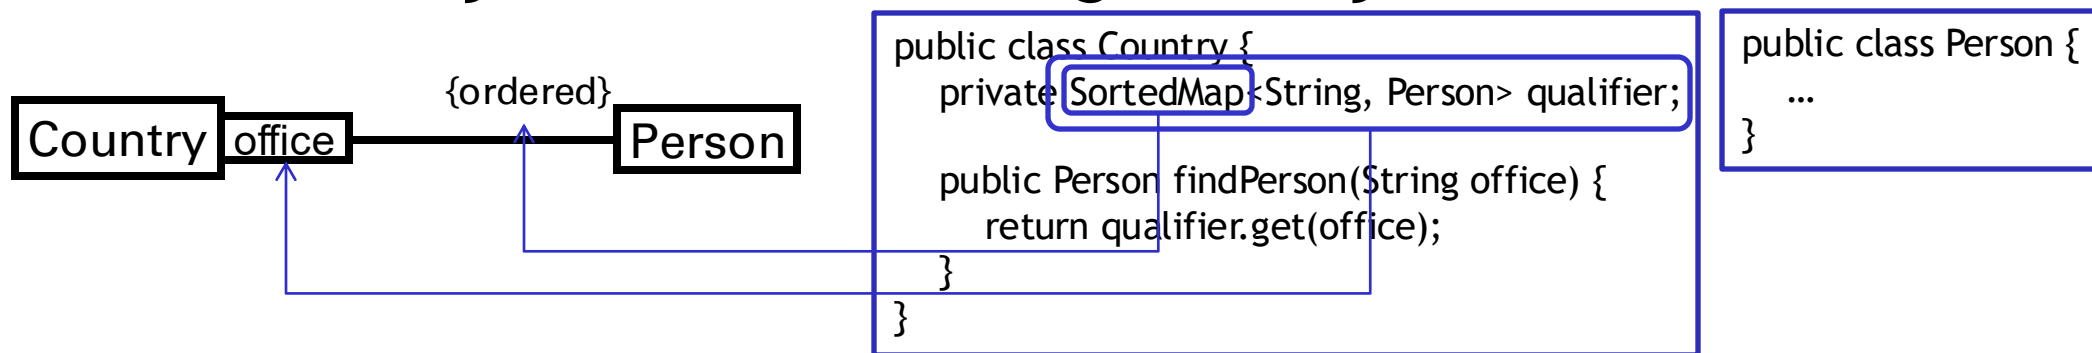 {ordered}
Country
office
Person
public class Country {
private SortedMap<String, Person> qualifier;
public Person findPerson(String office) {
return qualifier.get(office);
}
}
public class Person {
...
}